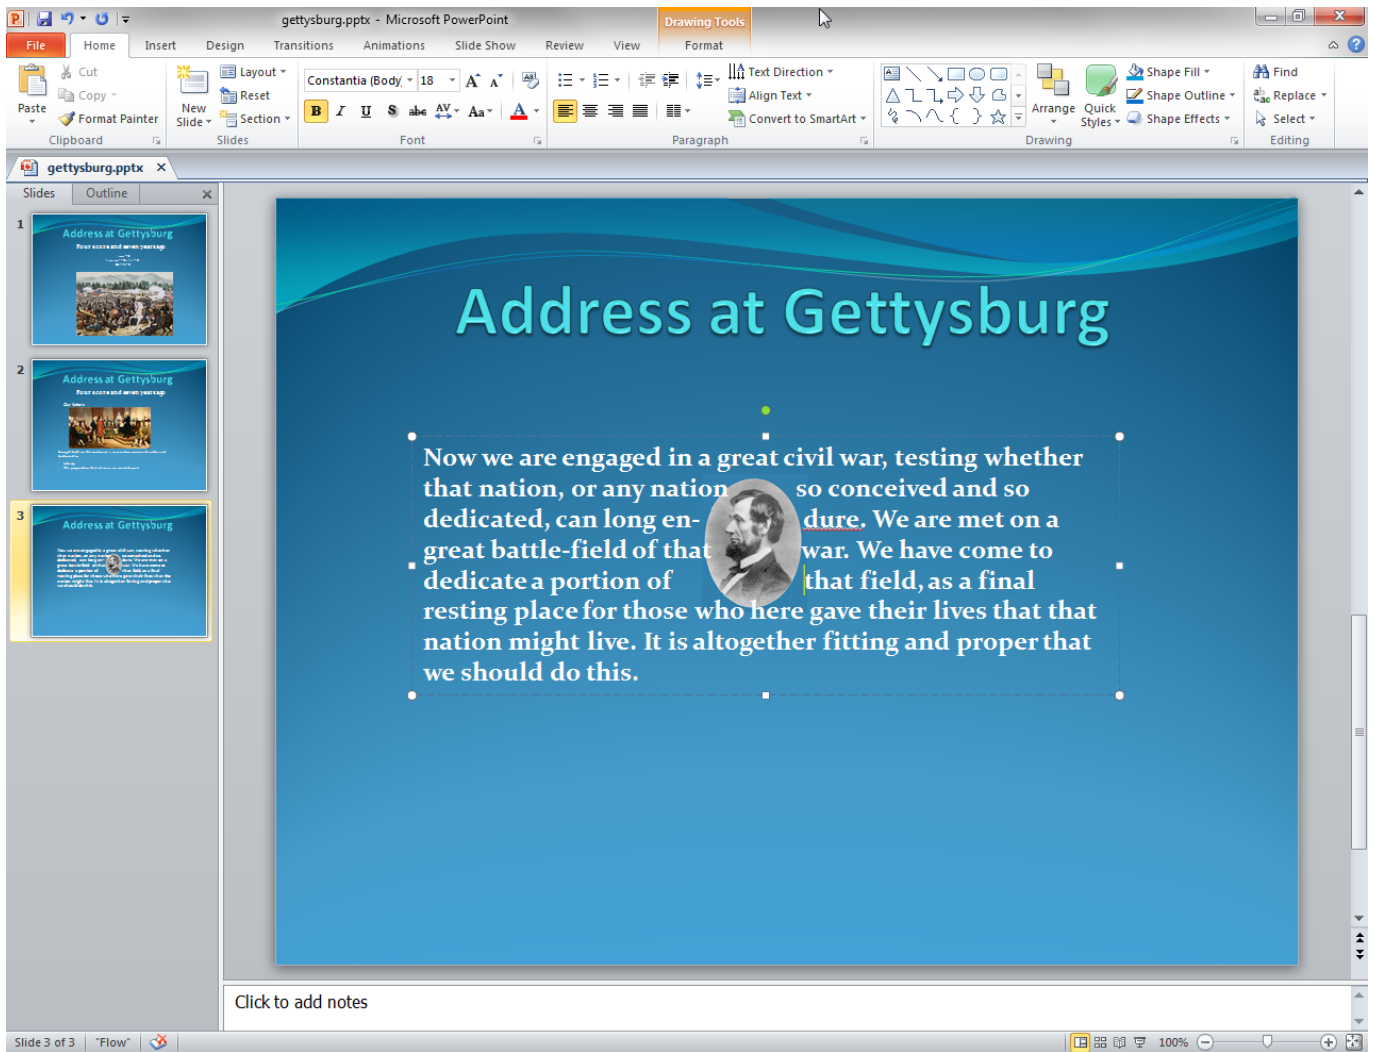 gettysburg.pptx - Microsoft PowerPoint
Drawing Tools
File Home Insert Design Transitions Animations Slide Show Review View Format
Paste
Cut
Copy
Format Painter
Clipboard
New Slide
Layout
Reset
Section
Slides
Constantia (Body) 18
B I U S abc AV Aa A
Font
Text Direction
Align Text
Convert to SmartArt
Paragraph
Arrange
Quick Styles
Shape Fill
Shape Outline
Shape Effects
Drawing
Find
Replace
Select
Editing
gettysburg.pptx
Slides Outline
1
Address at Gettysburg
Four score and seven years ago
2
Address at Gettysburg
Four score and seven years ago
Our fathers
3
Address at Gettysburg
Address at Gettysburg
Now we are engaged in a great civil war, testing whether
that nation, or any nation so conceived and so
dedicated, can long en- dure. We are met on a
great battle-field of that war. We have come to
dedicate a portion of that field, as a final
resting place for those who here gave their lives that that
nation might live. It is altogether fitting and proper that
we should do this.
Click to add notes
Slide 3 of 3 "Flow" 100%